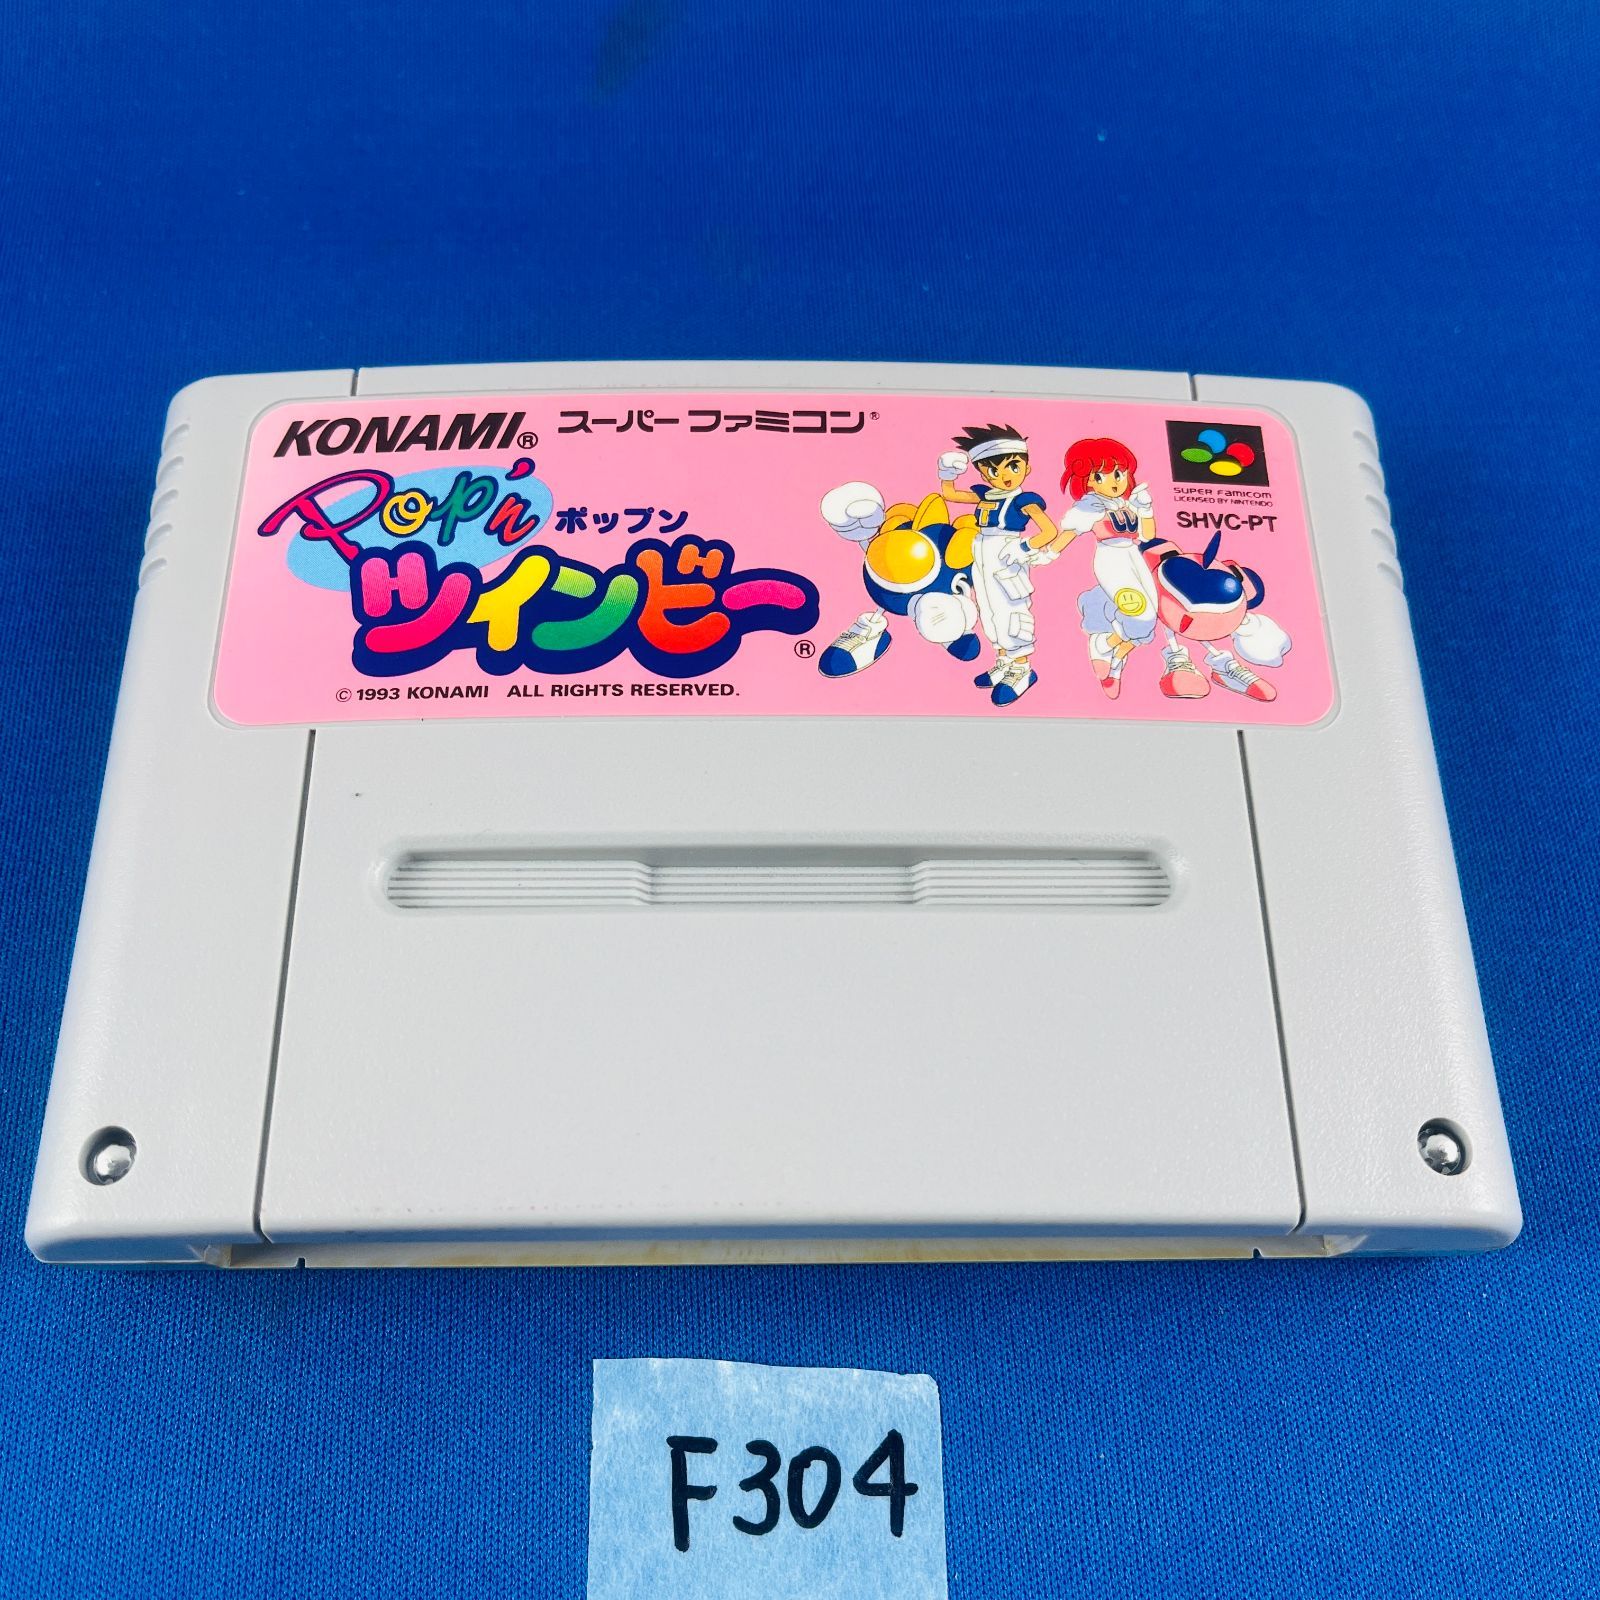 KONAMI® スーパーファミコン®
Pop'n ポップン
ツインビー®
© 1993 KONAMI ALL RIGHTS RESERVED.
T W
6
SUPER FAMICOM
LICENSED BY NINTENDO
SHVC-PT
F304